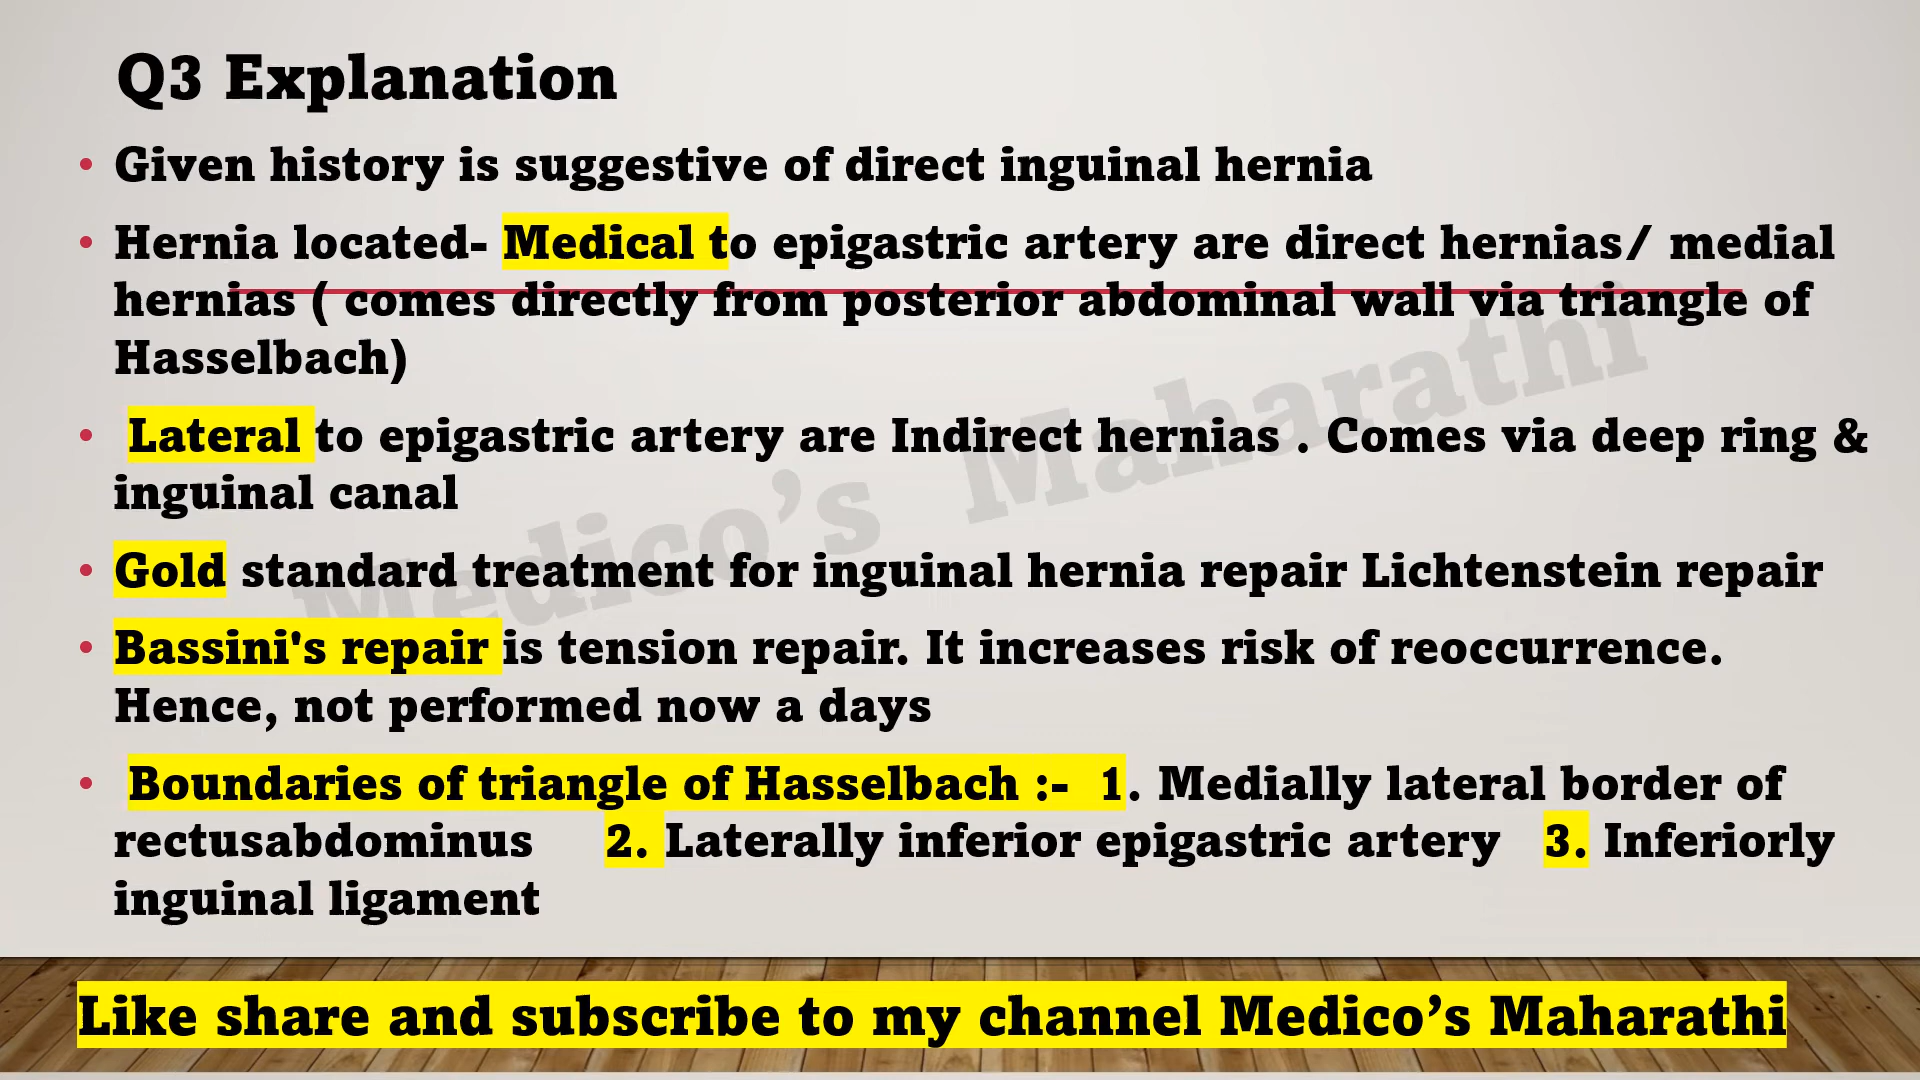 Q3 Explanation
• Given history is suggestive of direct inguinal hernia
• Hernia located- Medical to epigastric artery are direct hernias/ medial
hernias ( comes directly from posterior abdominal wall via triangle of
Hasselbach)
• Lateral to epigastric artery are Indirect hernias . Comes via deep ring &
inguinal canal
• Gold standard treatment for inguinal hernia repair Lichtenstein repair
• Bassini's repair is tension repair. It increases risk of reoccurrence.
Hence, not performed now a days
• Boundaries of triangle of Hasselbach :- 1. Medially lateral border of
rectusabdominus 2. Laterally inferior epigastric artery 3. Inferiorly
inguinal ligament
Medico’s Maharathi
Like share and subscribe to my channel Medico’s Maharathi